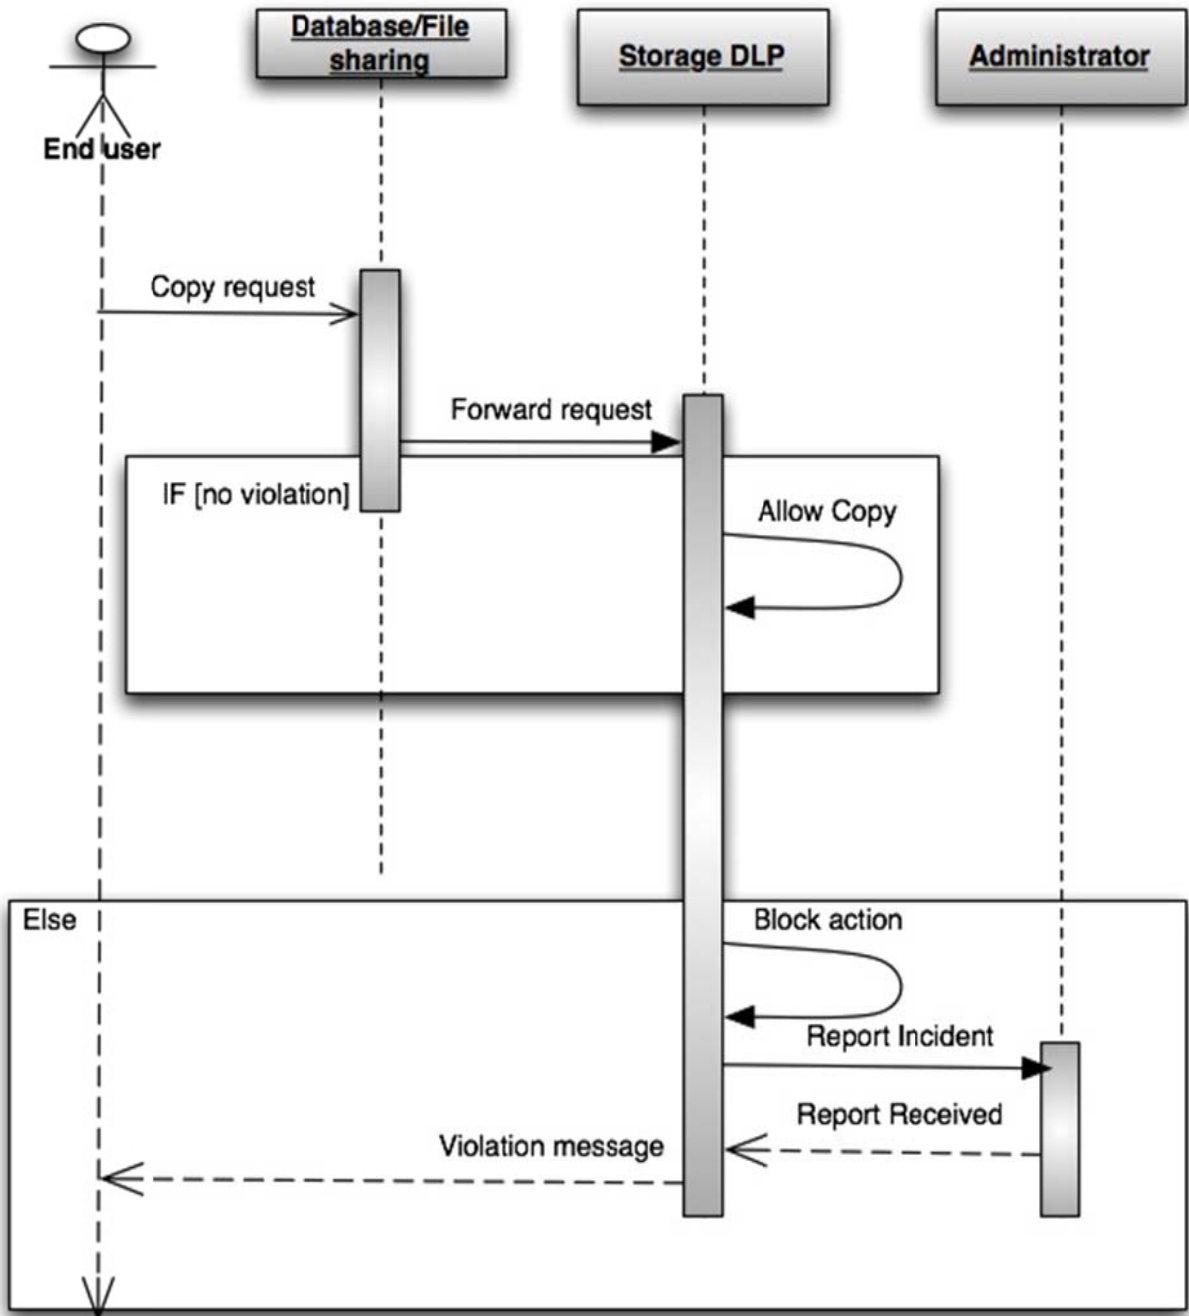 Database/File
sharing
Storage DLP
Administrator
End user
Copy request
Forward request
IF [no violation]
Allow Copy
Else
Block action
Report Incident
Report Received
Violation message